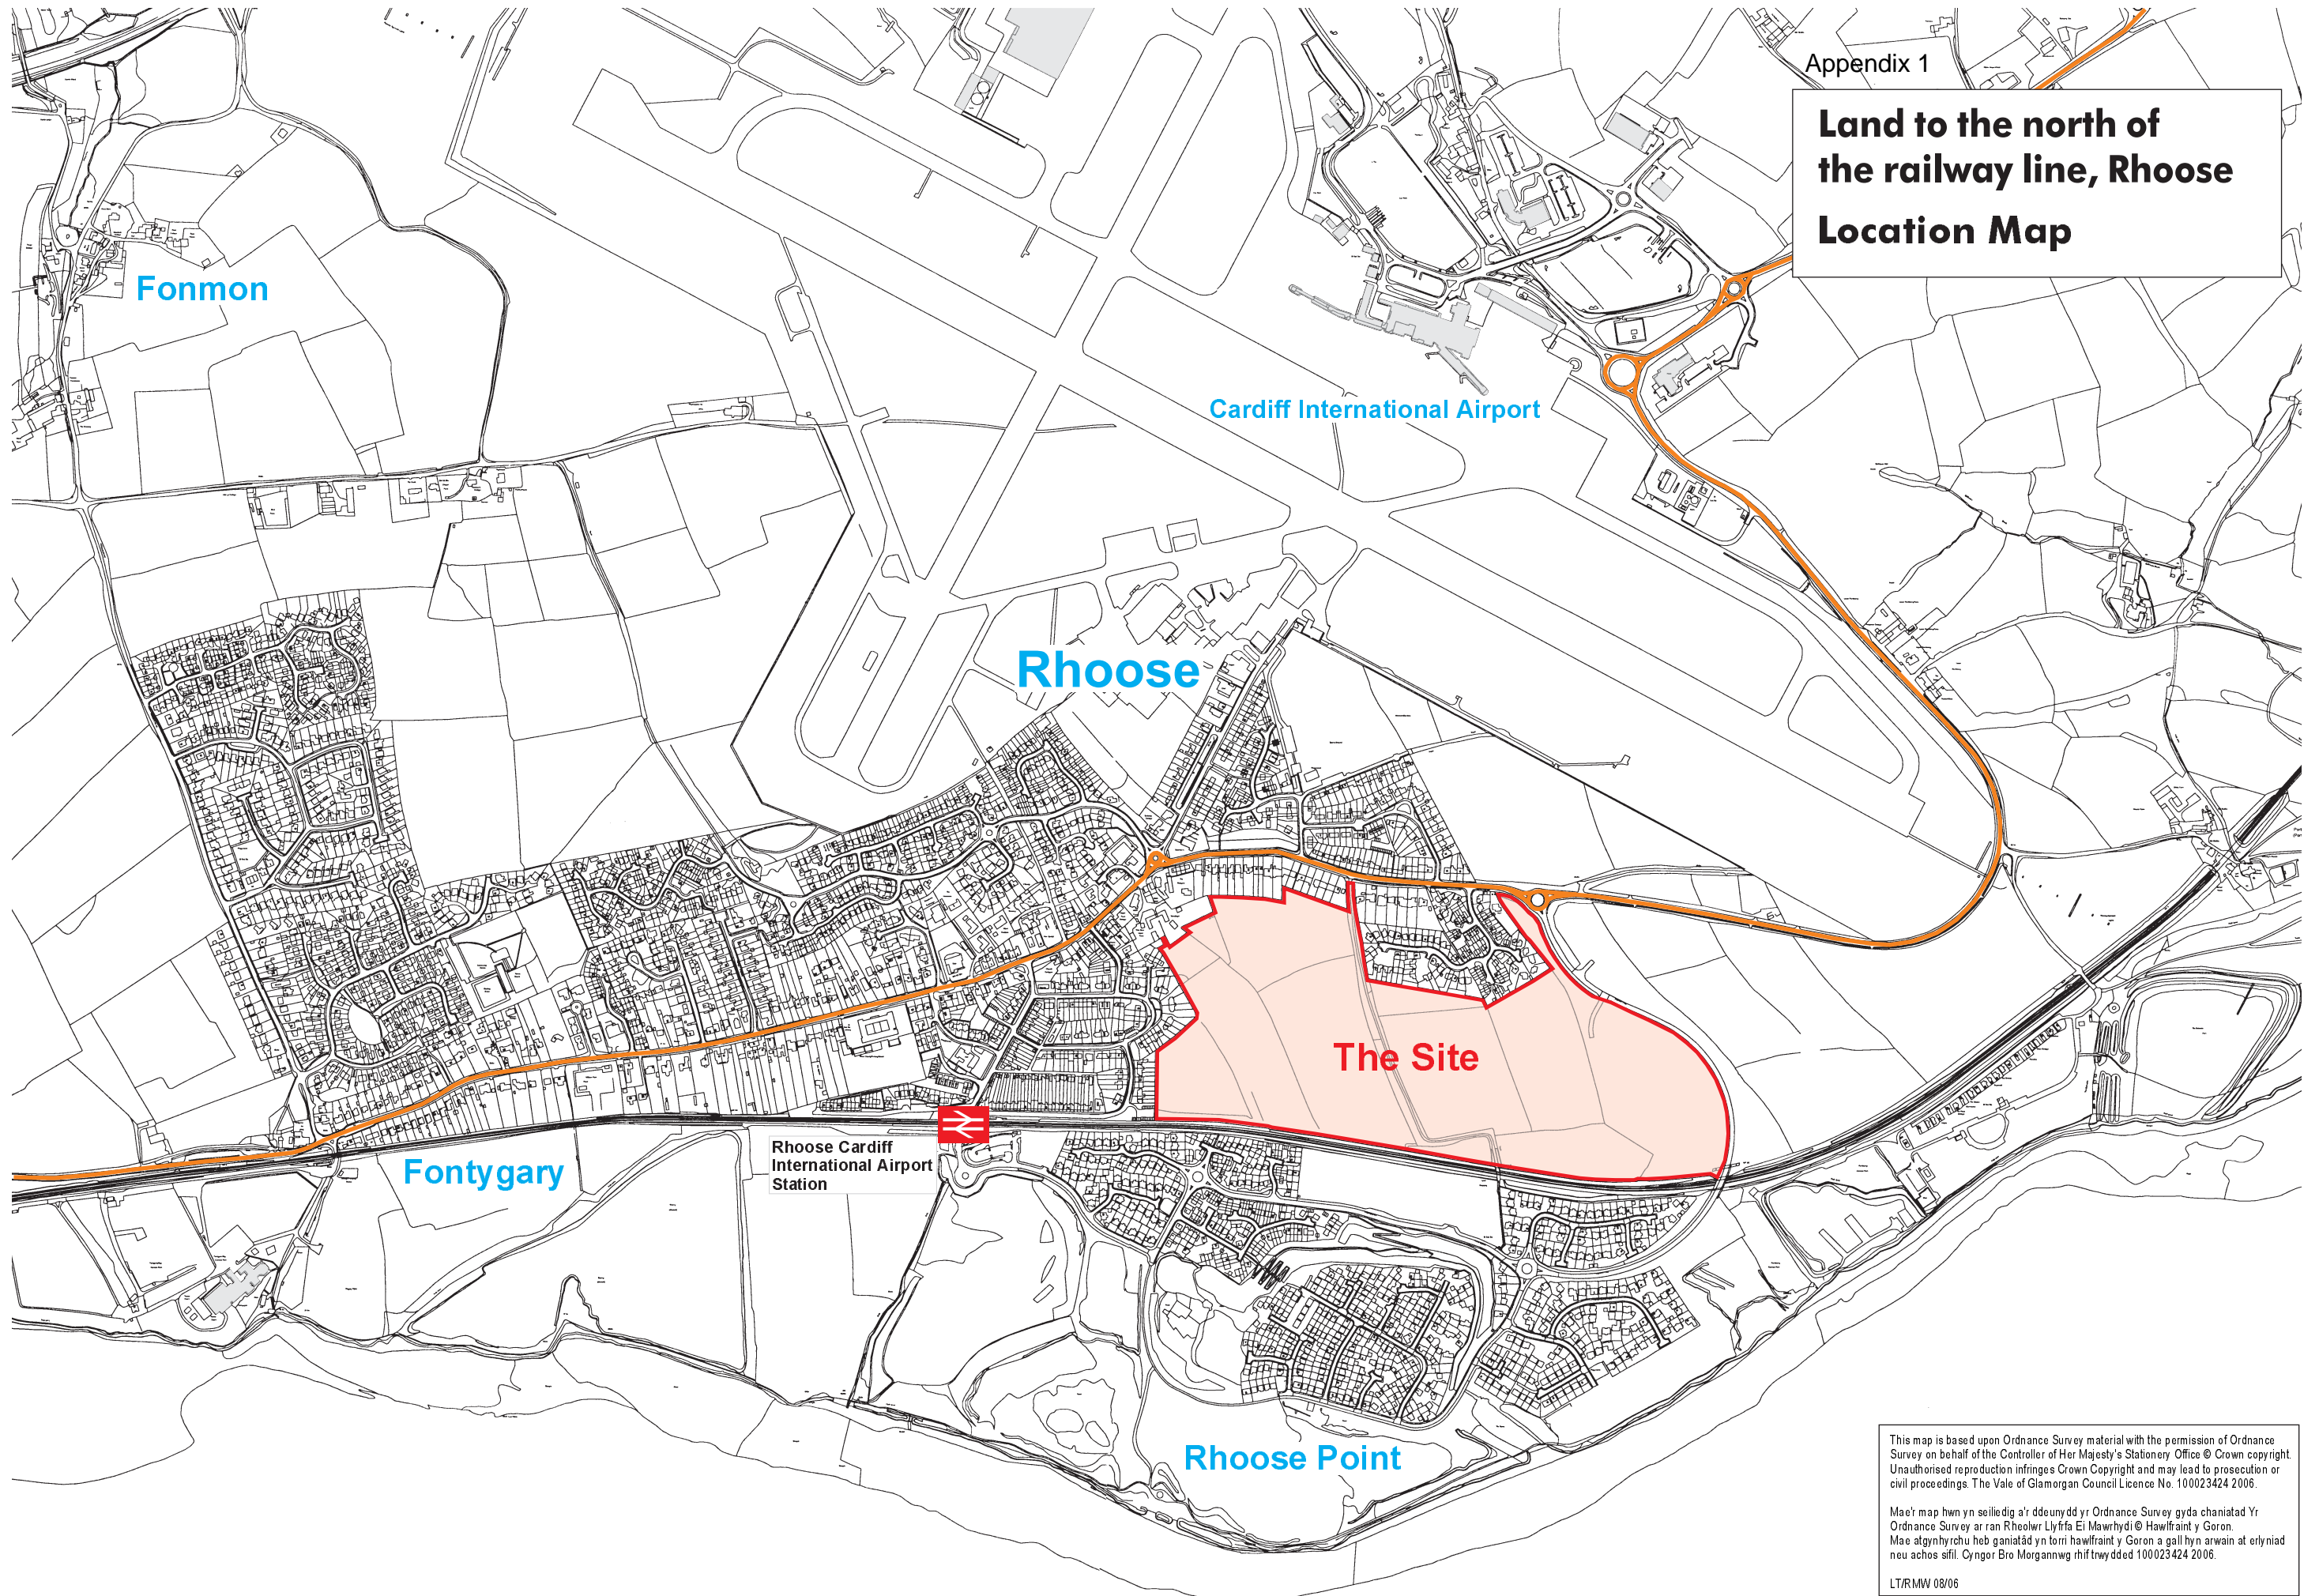 Appendix 1
Land to the north of
the railway line, Rhoose
Location Map
Fonmon
Cardiff International Airport
Rhoose
The Site
Rhoose Cardiff
International Airport
Station
Fontygary
Rhoose Point
This map is based upon Ordnance Survey material with the permission of Ordnance
Survey on behalf of the Controller of Her Majesty's Stationery Office © Crown copyright.
Unauthorised reproduction infringes Crown Copyright and may lead to prosecution or
civil proceedings. The Vale of Glamorgan Council Licence No. 100023424 2006.
Mae'r map hwn yn seiliedig a'r ddeunydd yr Ordnance Survey gyda chaniatad Yr
Ordnance Survey ar ran Rheolwr Llyfrfa Ei Mawrhydi © Hawlfraint y Goron.
Mae atgynhyrchu heb ganiatâd yn torri hawlfraint y Goron a gall hyn arwain at erlyniad
neu achos sifil. Cyngor Bro Morgannwg rhif trwydded 100023424 2006.
LT/RMW 08/06